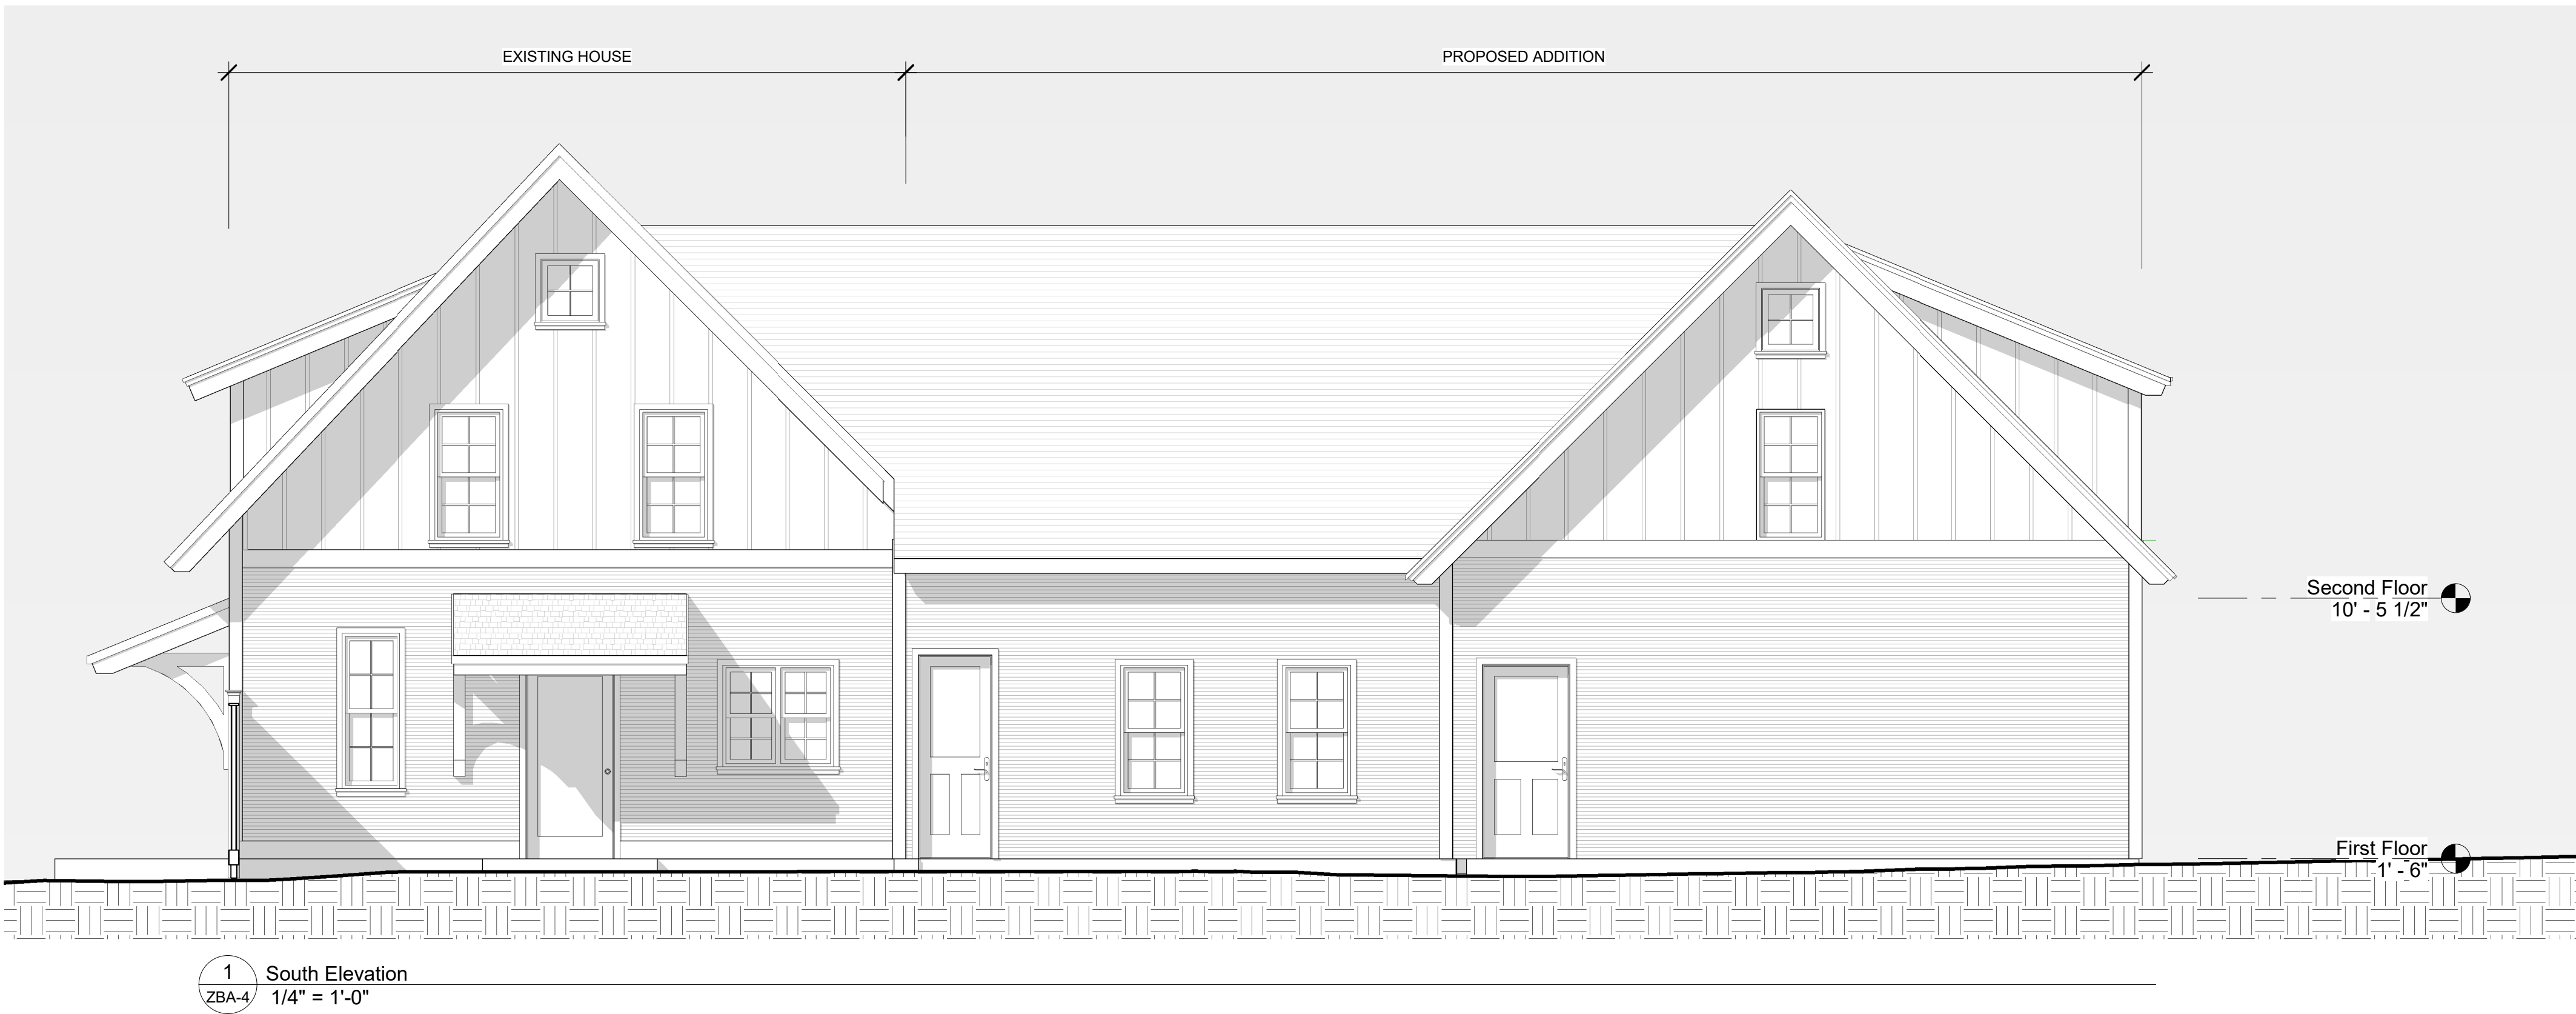 EXISTING HOUSE
PROPOSED ADDITION
Second Floor
10' - 5 1/2"
First Floor
1' - 6"
1
ZBA-4
South Elevation
1/4" = 1'-0"